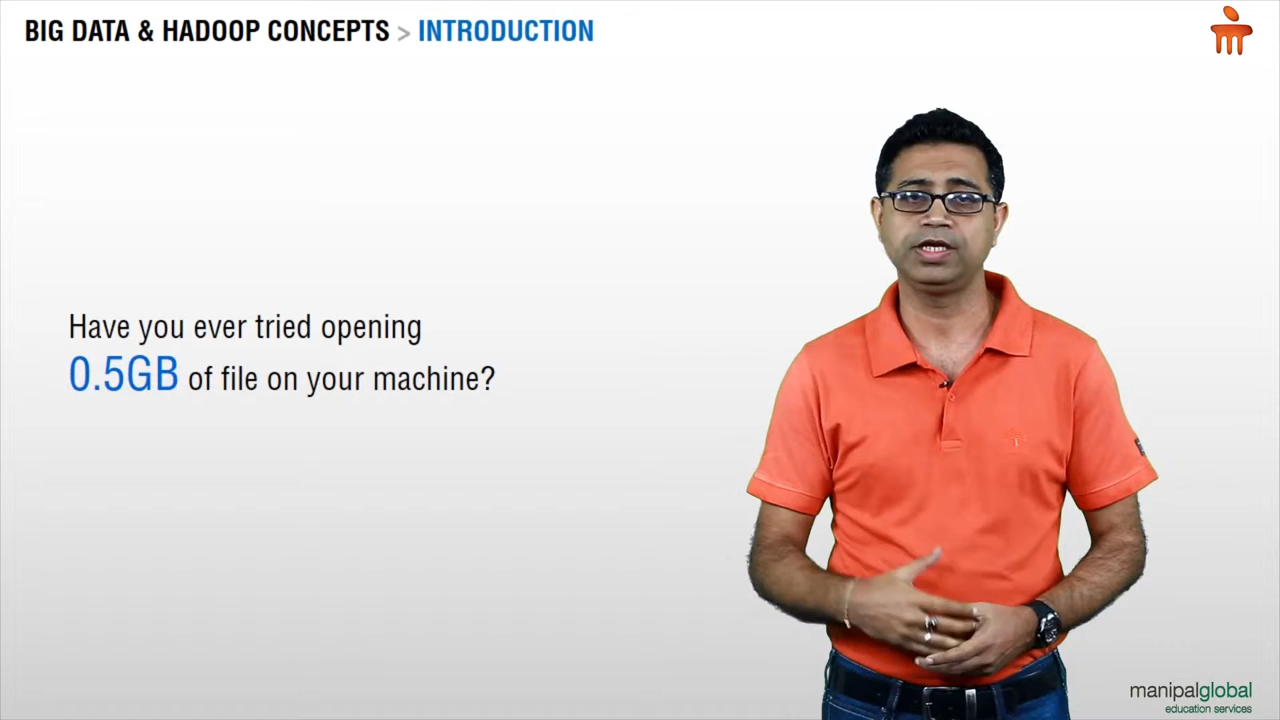 BIG DATA & HADOOP CONCEPTS > INTRODUCTION
Have you ever tried opening
0.5GB of file on your machine?
manipalglobal
education services